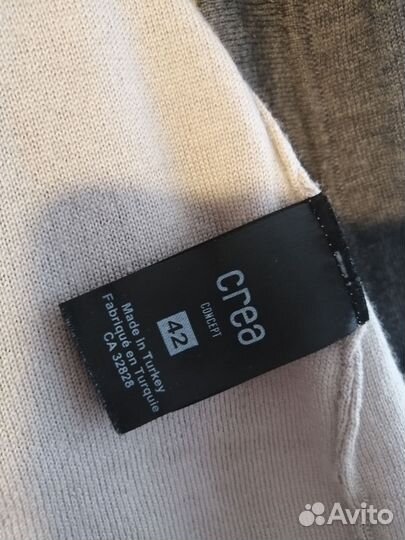 crea
CONCEPT
42
Made in Turkey
Fabriqué en Turquie
CA 32828
Avito